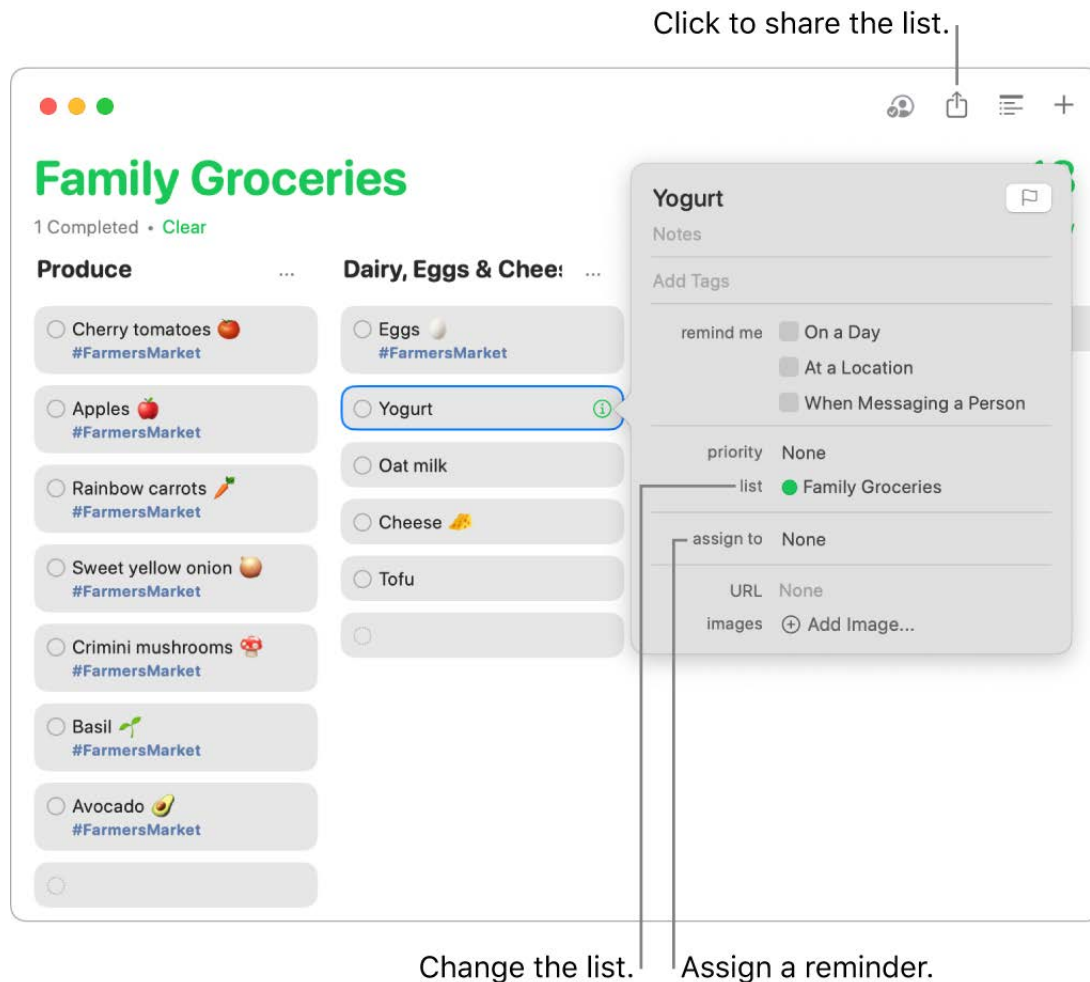 Click to share the list.
Family Groceries
1 Completed • Clear
Produce ...
Cherry tomatoes 🍅
#FarmersMarket
Apples 🍎
#FarmersMarket
Rainbow carrots 🥕
#FarmersMarket
Sweet yellow onion 🧅
#FarmersMarket
Crimini mushrooms 🍄
#FarmersMarket
Basil 🌱
#FarmersMarket
Avocado 🥑
#FarmersMarket
Dairy, Eggs & Chee ...
Eggs 🥚
#FarmersMarket
Yogurt
Oat milk
Cheese 🧀
Tofu
Yogurt
Notes
Add Tags
remind me On a Day
At a Location
When Messaging a Person
priority None
list Family Groceries
assign to None
URL None
images Add Image...
Change the list.
Assign a reminder.